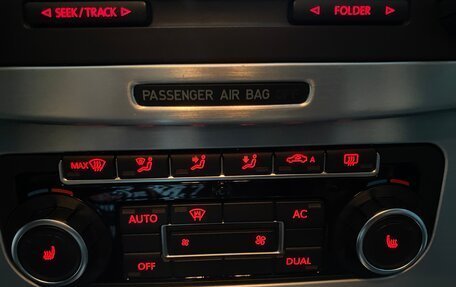 ◁ SEEK/TRACK ▷ ◁ FOLDER ▷
PASSENGER AIR BAG
MAX A
AUTO AC
OFF DUAL